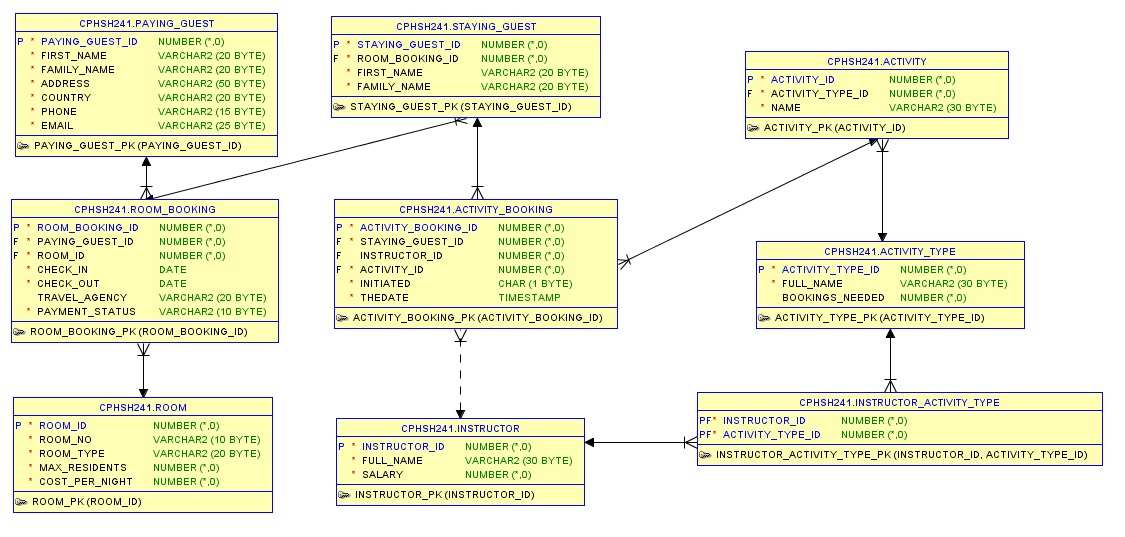 CPHSH241.PAYING_GUEST
P * PAYING_GUEST_ID NUMBER (*,0)
* FIRST_NAME VARCHAR2 (20 BYTE)
* FAMILY_NAME VARCHAR2 (20 BYTE)
* ADDRESS VARCHAR2 (50 BYTE)
* COUNTRY VARCHAR2 (20 BYTE)
* PHONE VARCHAR2 (15 BYTE)
* EMAIL VARCHAR2 (25 BYTE)
PAYING_GUEST_PK (PAYING_GUEST_ID)
CPHSH241.STAYING_GUEST
P * STAYING_GUEST_ID NUMBER (*,0)
F * ROOM_BOOKING_ID NUMBER (*,0)
* FIRST_NAME VARCHAR2 (20 BYTE)
* FAMILY_NAME VARCHAR2 (20 BYTE)
STAYING_GUEST_PK (STAYING_GUEST_ID)
CPHSH241.ACTIVITY
P * ACTIVITY_ID NUMBER (*,0)
F * ACTIVITY_TYPE_ID NUMBER (*,0)
* NAME VARCHAR2 (30 BYTE)
ACTIVITY_PK (ACTIVITY_ID)
CPHSH241.ROOM_BOOKING
P * ROOM_BOOKING_ID NUMBER (*,0)
F * PAYING_GUEST_ID NUMBER (*,0)
F * ROOM_ID NUMBER (*,0)
* CHECK_IN DATE
* CHECK_OUT DATE
TRAVEL_AGENCY VARCHAR2 (20 BYTE)
* PAYMENT_STATUS VARCHAR2 (10 BYTE)
ROOM_BOOKING_PK (ROOM_BOOKING_ID)
CPHSH241.ACTIVITY_BOOKING
P * ACTIVITY_BOOKING_ID NUMBER (*,0)
F * STAYING_GUEST_ID NUMBER (*,0)
F INSTRUCTOR_ID NUMBER (*,0)
F * ACTIVITY_ID NUMBER (*,0)
* INITIATED CHAR (1 BYTE)
* THEDATE TIMESTAMP
ACTIVITY_BOOKING_PK (ACTIVITY_BOOKING_ID)
CPHSH241.ACTIVITY_TYPE
P * ACTIVITY_TYPE_ID NUMBER (*,0)
* FULL_NAME VARCHAR2 (30 BYTE)
BOOKINGS_NEEDED NUMBER (*,0)
ACTIVITY_TYPE_PK (ACTIVITY_TYPE_ID)
CPHSH241.ROOM
P * ROOM_ID NUMBER (*,0)
* ROOM_NO VARCHAR2 (10 BYTE)
* ROOM_TYPE VARCHAR2 (20 BYTE)
* MAX_RESIDENTS NUMBER (*,0)
* COST_PER_NIGHT NUMBER (*,0)
ROOM_PK (ROOM_ID)
CPHSH241.INSTRUCTOR
P * INSTRUCTOR_ID NUMBER (*,0)
* FULL_NAME VARCHAR2 (30 BYTE)
* SALARY NUMBER (*,0)
INSTRUCTOR_PK (INSTRUCTOR_ID)
CPHSH241.INSTRUCTOR_ACTIVITY_TYPE
PF* INSTRUCTOR_ID NUMBER (*,0)
PF* ACTIVITY_TYPE_ID NUMBER (*,0)
INSTRUCTOR_ACTIVITY_TYPE_PK (INSTRUCTOR_ID, ACTIVITY_TYPE_ID)